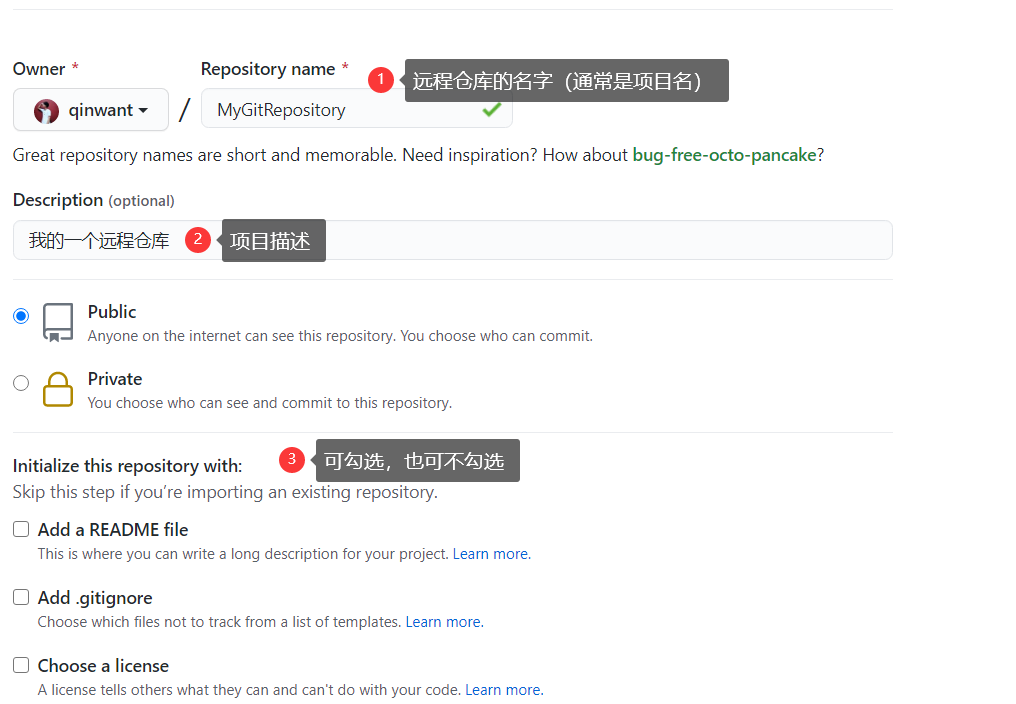 Owner * Repository name * 1 远程仓库的名字（通常是项目名）
qinwant / MyGitRepository
Great repository names are short and memorable. Need inspiration? How about bug-free-octo-pancake?
Description (optional)
我的一个远程仓库 2 项目描述
Public
Anyone on the internet can see this repository. You choose who can commit.
Private
You choose who can see and commit to this repository.
Initialize this repository with: 3 可勾选，也可不勾选
Skip this step if you’re importing an existing repository.
Add a README file
This is where you can write a long description for your project. Learn more.
Add .gitignore
Choose which files not to track from a list of templates. Learn more.
Choose a license
A license tells others what they can and can't do with your code. Learn more.